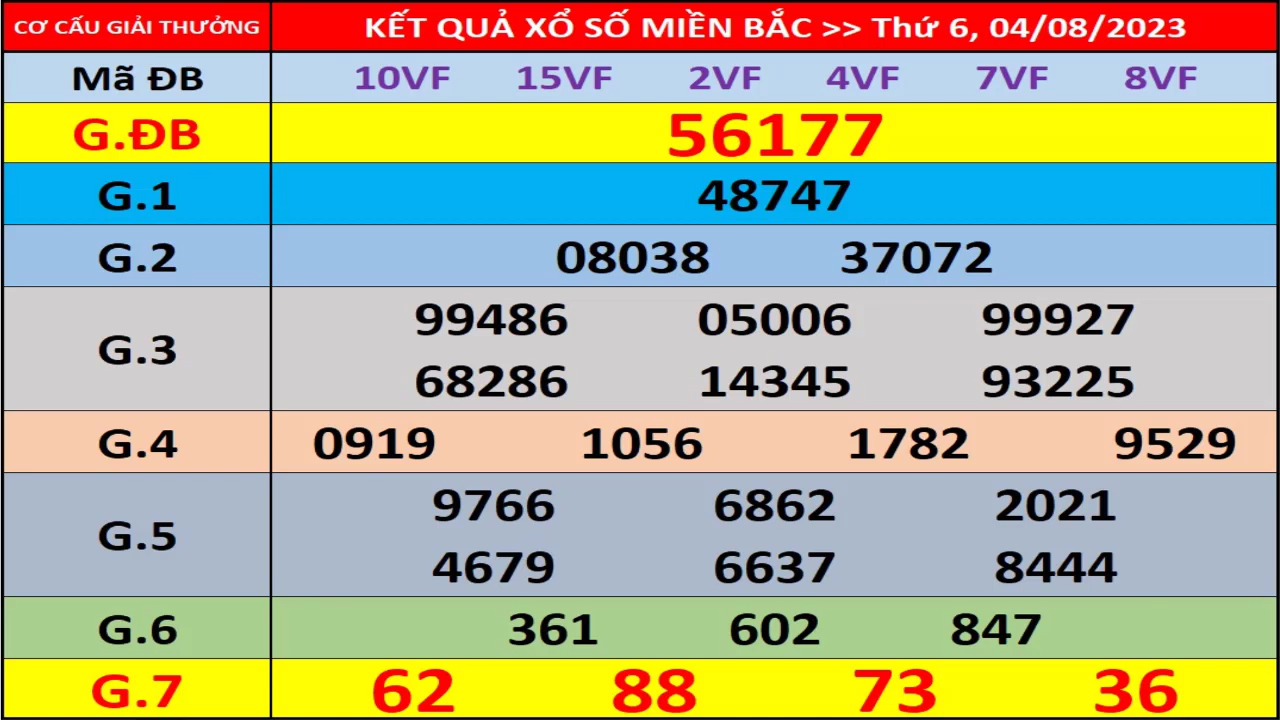 CƠ CẤU GIẢI THƯỞNG KẾT QUẢ XỔ SỐ MIỀN BẮC >> Thứ 6, 04/08/2023
Mã ĐB 10VF 15VF 2VF 4VF 7VF 8VF
G.ĐB 56177
G.1 48747
G.2 08038 37072
G.3
99486 05006 99927
68286 14345 93225
G.4 0919 1056 1782 9529
G.5
9766 6862 2021
4679 6637 8444
G.6 361 602 847
G.7 62 88 73 36